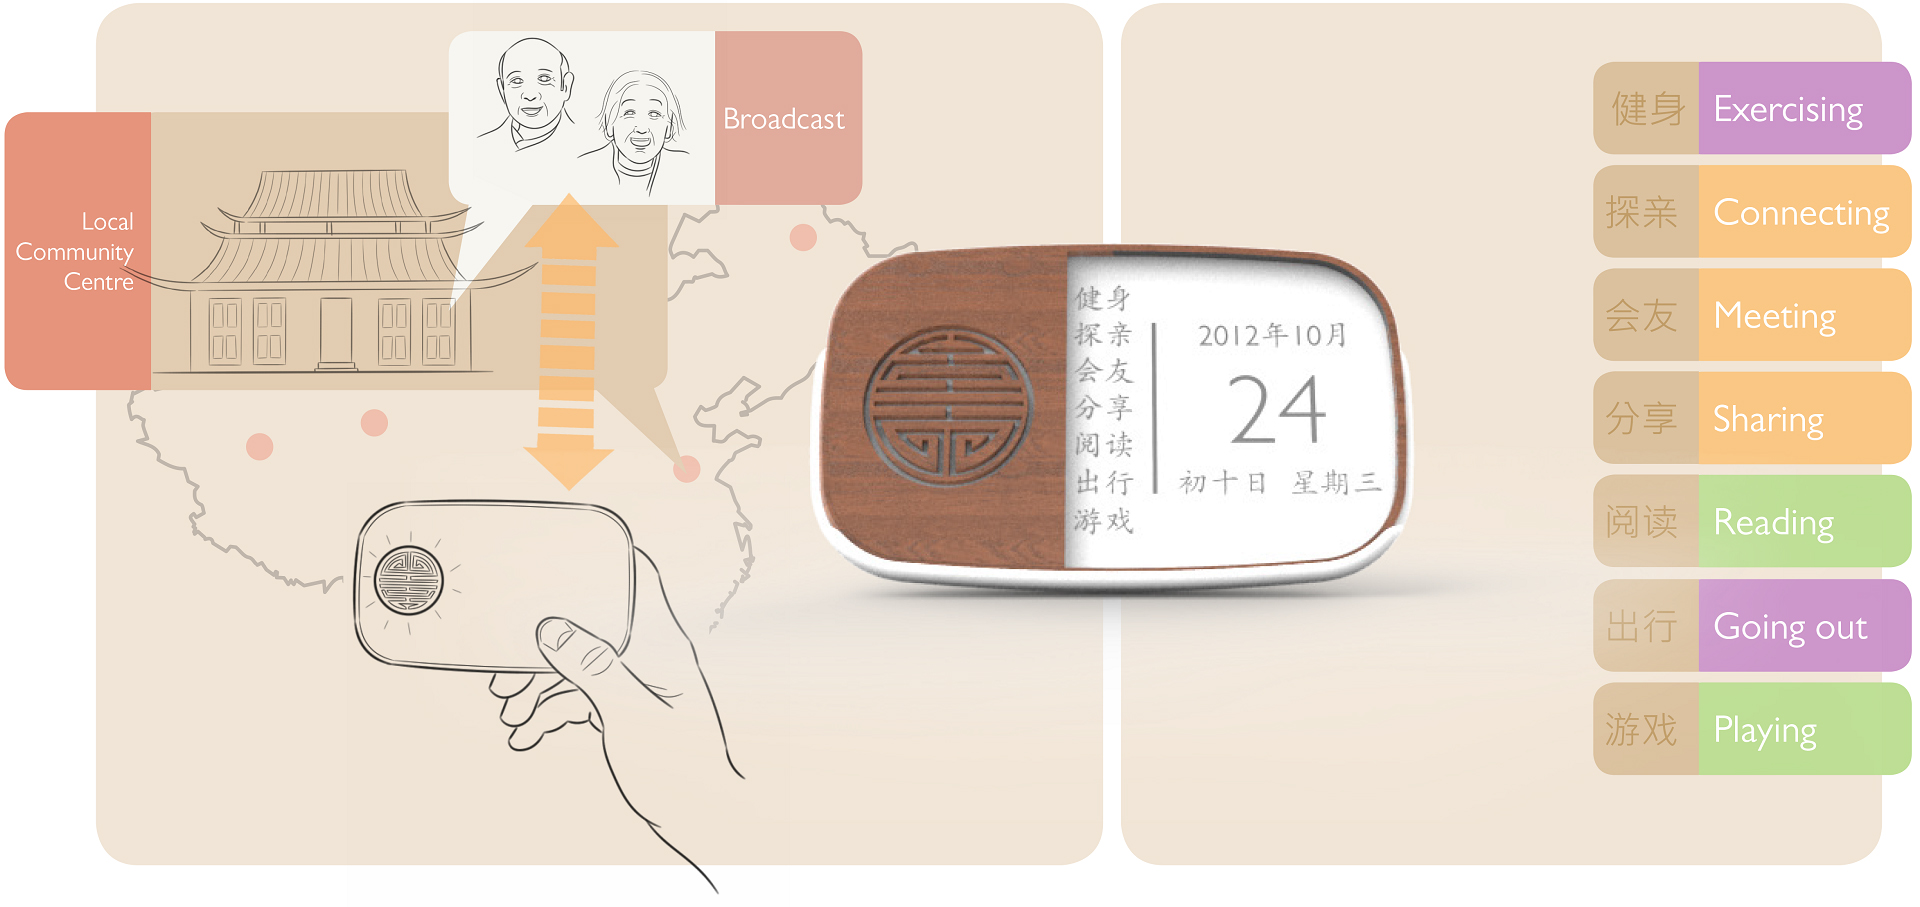 Local
Community
Centre
Broadcast
健身
探亲
会友
分享
阅读
出行
游戏
2012年10月
24
初十日 星期三
健身 Exercising
探亲 Connecting
会友 Meeting
分享 Sharing
阅读 Reading
出行 Going out
游戏 Playing